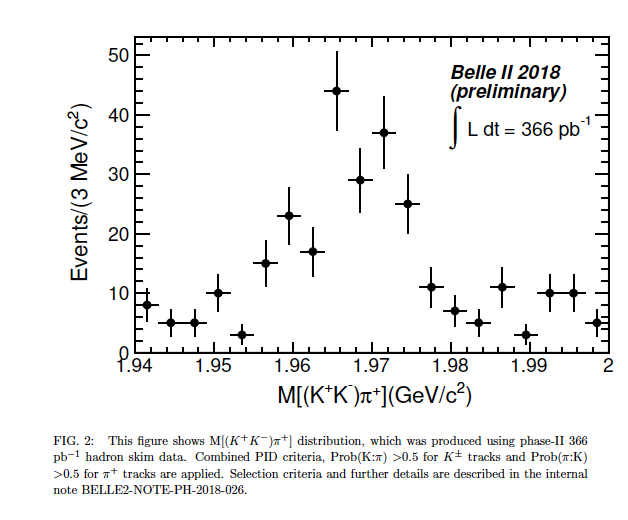 50
40
30
20
10
0
Events/(3 MeV/c²)
Belle II 2018
(preliminary)
∫ L dt = 366 pb⁻¹
1.94 1.95 1.96 1.97 1.98 1.99 2
M[(K⁺K⁻)π⁺](GeV/c²)
FIG. 2: This figure shows M[(K⁺K⁻)π⁺] distribution, which was produced using phase-II 366
pb⁻¹ hadron skim data. Combined PID criteria, Prob(K:π) >0.5 for K± tracks and Prob(π:K)
>0.5 for π⁺ tracks are applied. Selection criteria and further details are described in the internal
note BELLE2-NOTE-PH-2018-026.